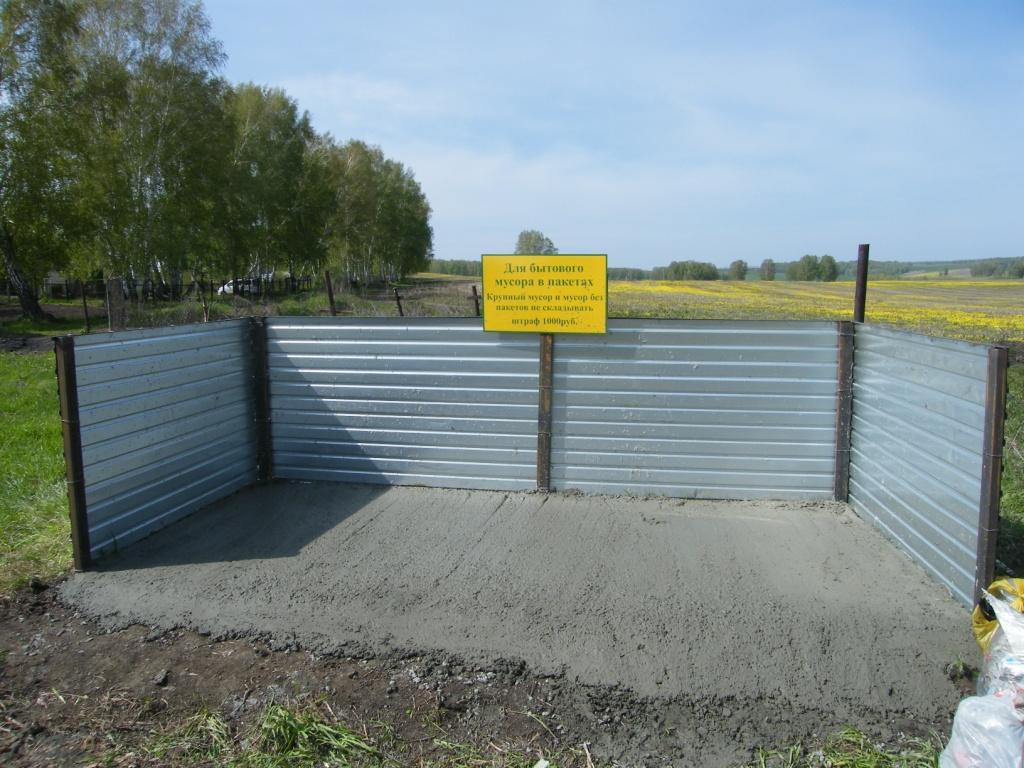 Для бытового
мусора в пакетах
Крупный мусор и мусор без
пакетов не складывать
штраф 1000руб.